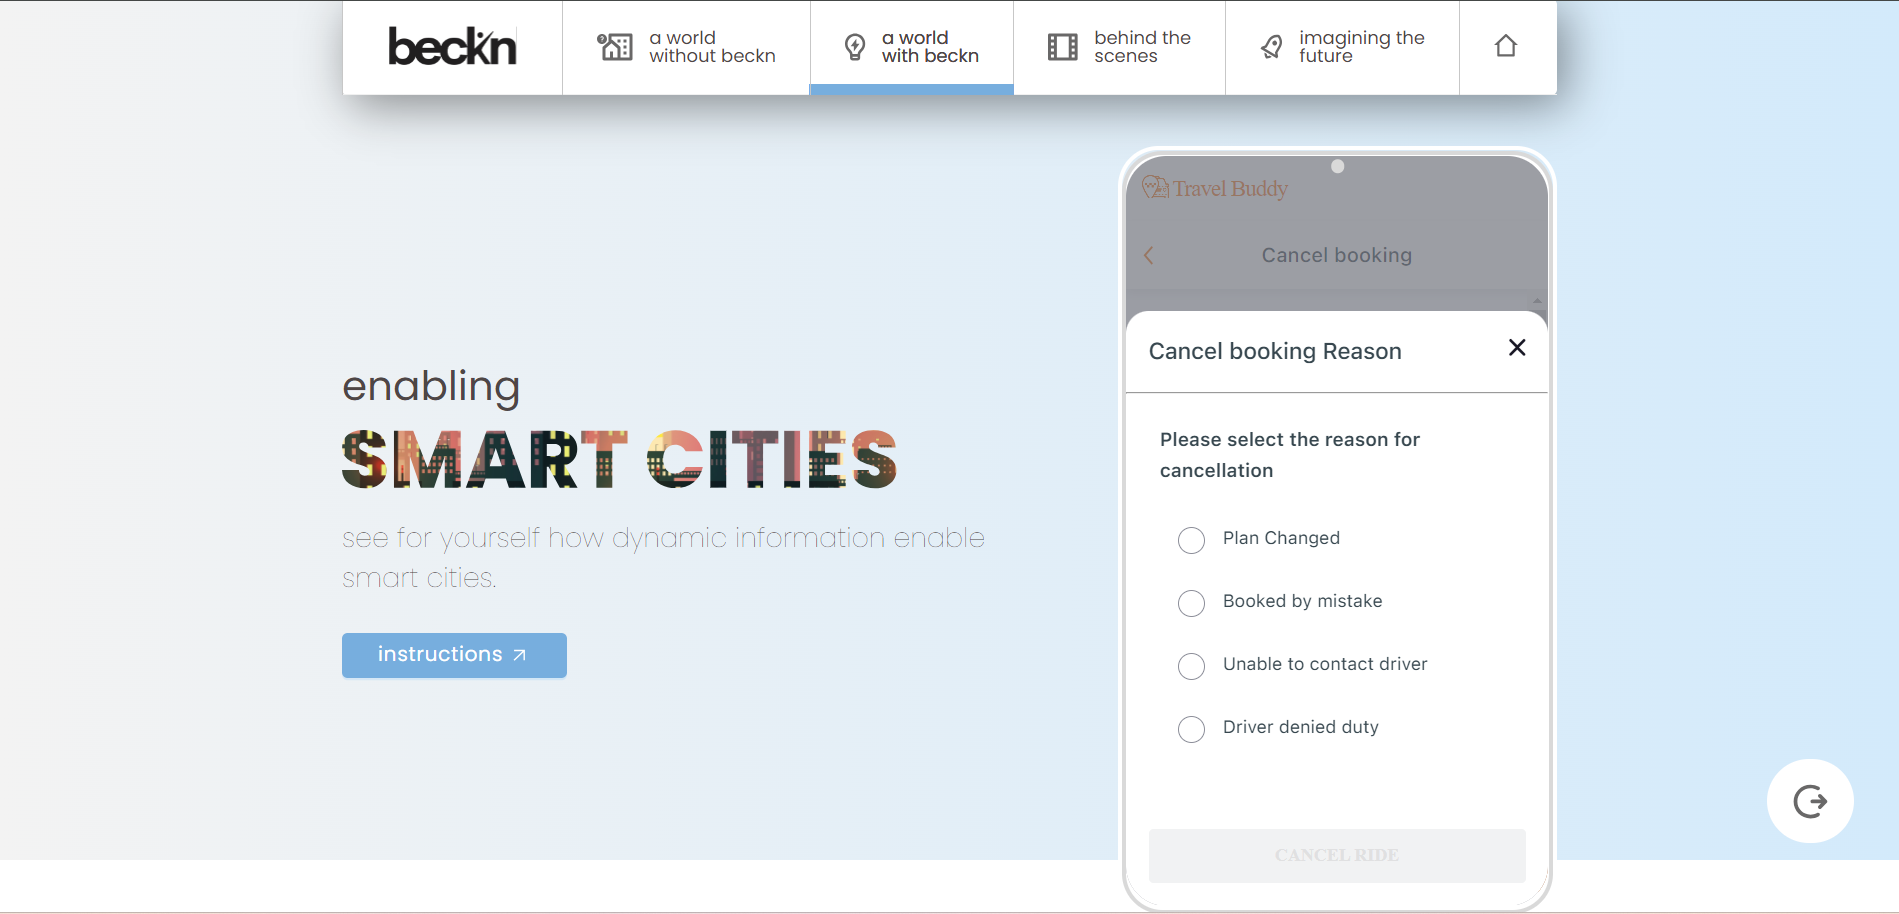 beckn
a world
without beckn
a world
with beckn
behind the
scenes
imagining the
future
Travel Buddy
Cancel booking
Cancel booking Reason
Please select the reason for
cancellation
Plan Changed
Booked by mistake
Unable to contact driver
Driver denied duty
CANCEL RIDE
enabling
SMART CITIES
see for yourself how dynamic information enable
smart cities.
instructions